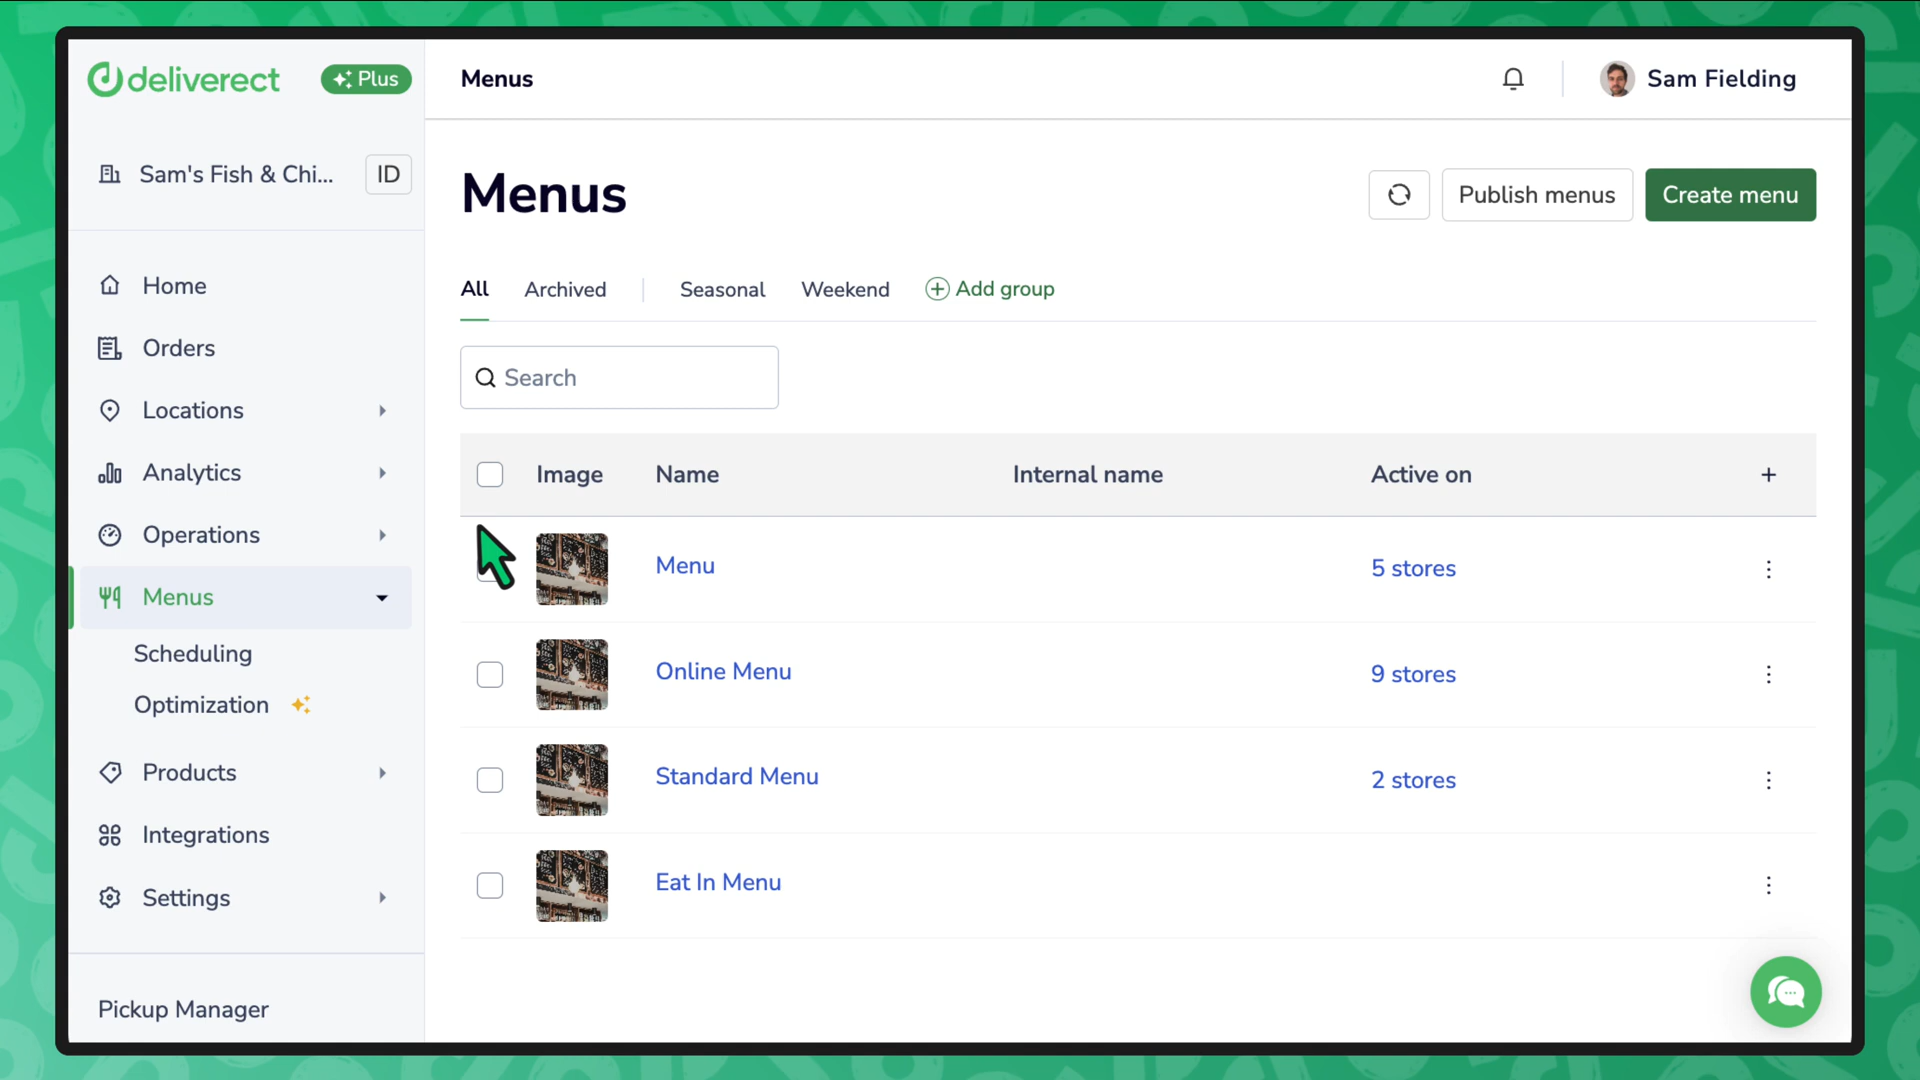 deliverect
Plus
Menus
Sam Fielding
Sam's Fish & Chi...
ID
Menus
Publish menus
Create menu
Home
Orders
Locations
Analytics
Operations
Menus
Scheduling
Optimization
Products
Integrations
Settings
Pickup Manager
All
Archived
Seasonal
Weekend
Add group
Search
Image
Name
Internal name
Active on
Menu
5 stores
Online Menu
9 stores
Standard Menu
2 stores
Eat In Menu